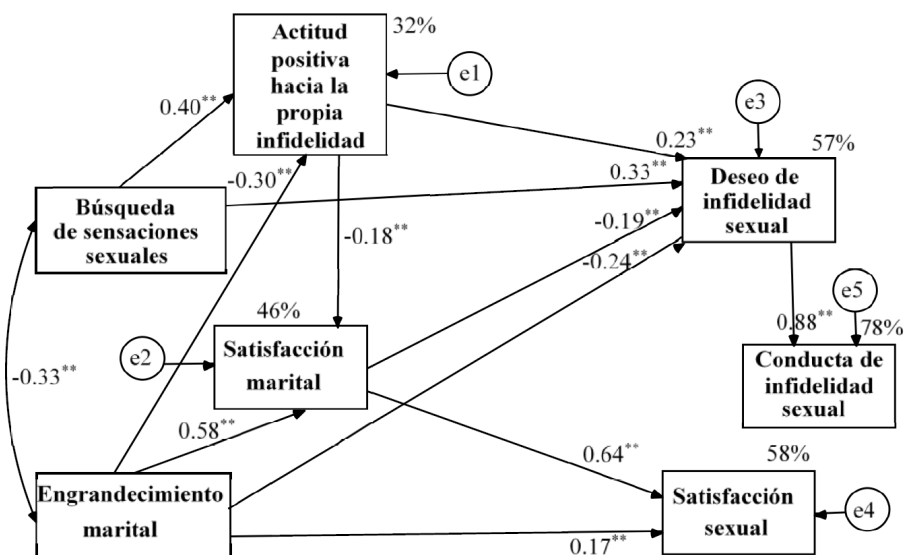 Actitud
positiva
hacia la
propia
infidelidad
32%
e1
e3
0.40**
0.23**
57%
-0.30**
0.33**
Deseo de
infidelidad
sexual
Búsqueda
de sensaciones
sexuales
-0.18**
-0.19**
-0.24**
e5
46%
0.88**
78%
e2
Satisfacción
marital
Conducta de
infidelidad
sexual
-0.33**
0.58**
0.64**
58%
Engrandecimiento
marital
Satisfacción
sexual
e4
0.17**